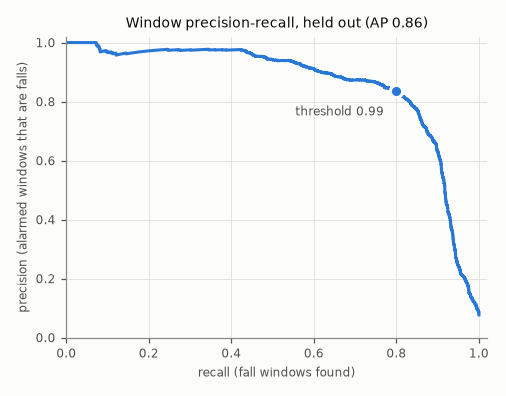 Window precision-recall, held out (AP 0.86)
precision (alarmed windows that are falls)
1.0
0.8
0.6
0.4
0.2
0.0
threshold 0.99
0.0 0.2 0.4 0.6 0.8 1.0
recall (fall windows found)